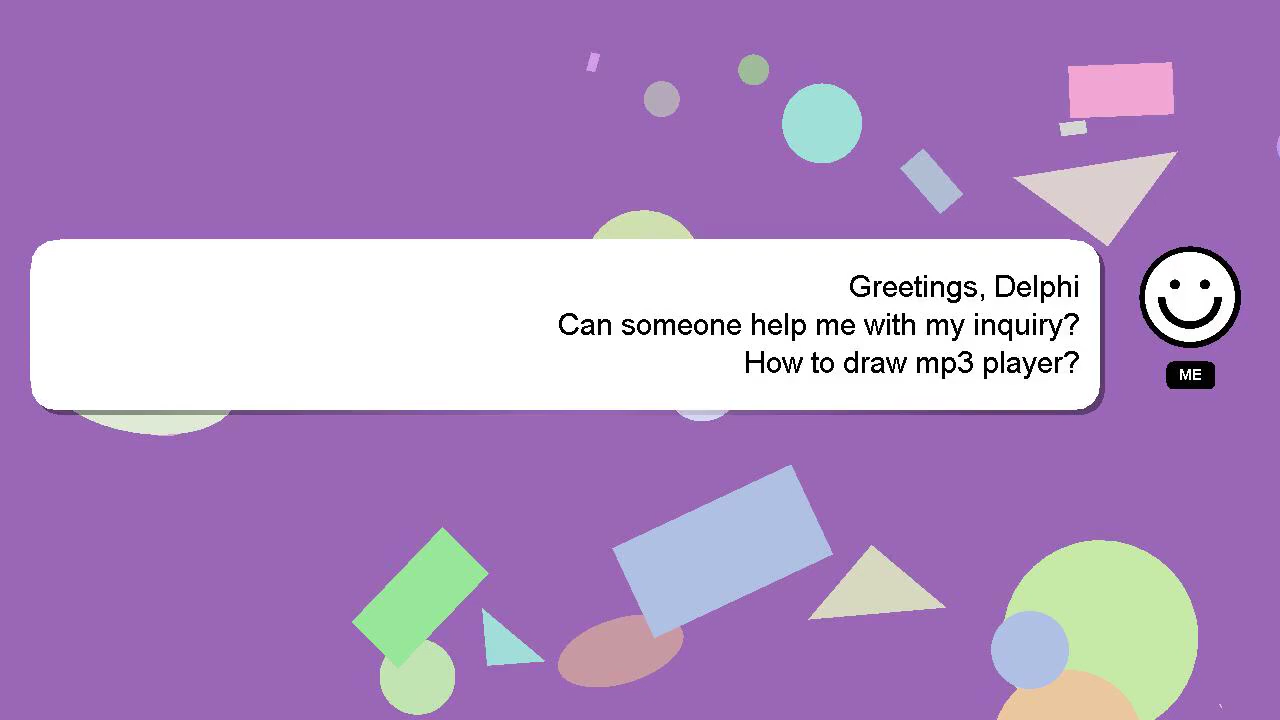 Greetings, Delphi
Can someone help me with my inquiry?
How to draw mp3 player?
ME